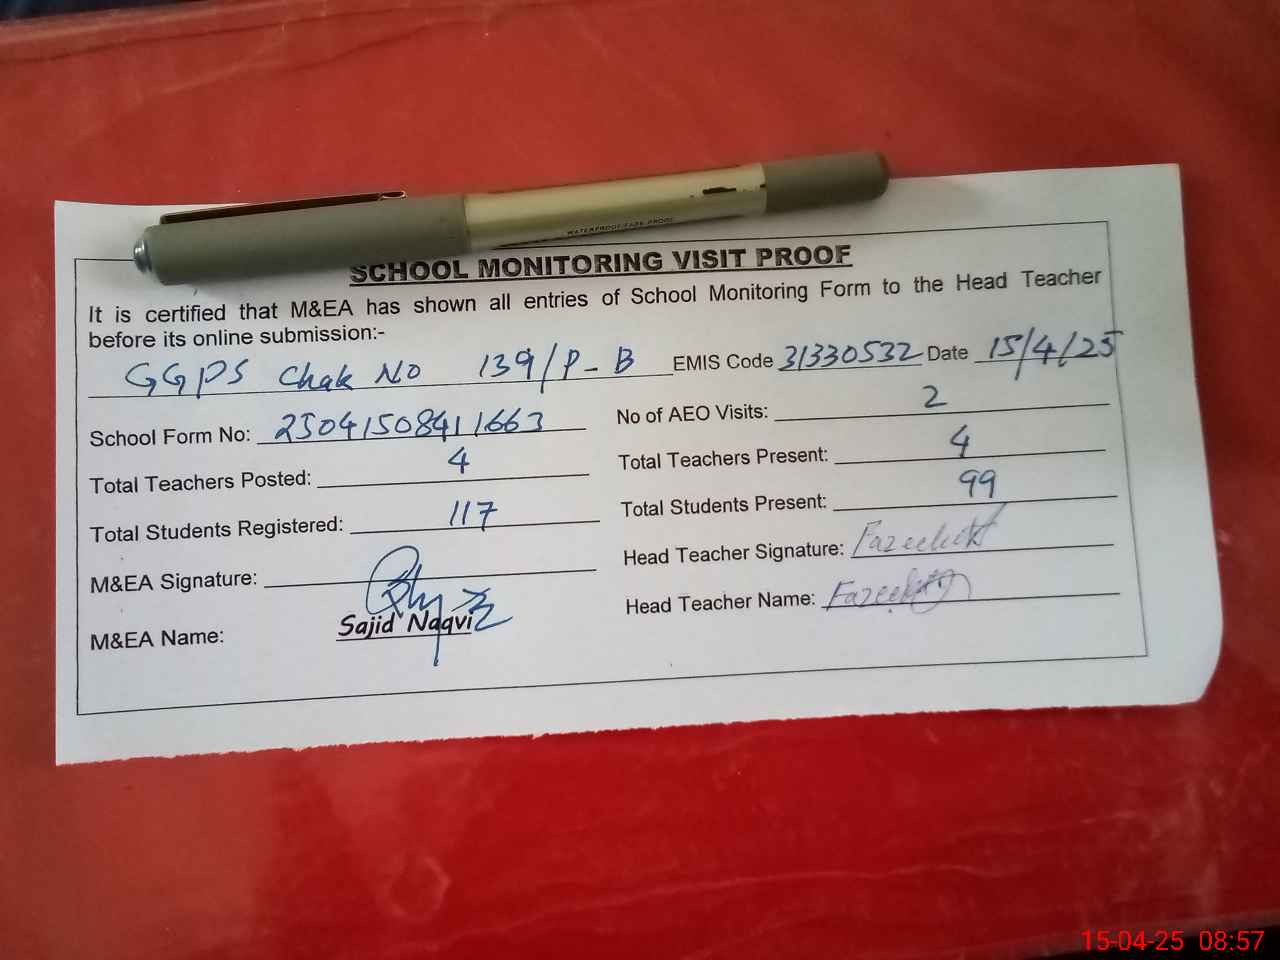 WATERPROOF/FADE PROOF
SCHOOL MONITORING VISIT PROOF
It is certified that M&EA has shown all entries of School Monitoring Form to the Head Teacher
before its online submission:-
GGPS Chak No 139/P-B EMIS Code 31330532 Date 15/4/25
School Form No: 25041508411663 No of AEO Visits: 2
Total Teachers Posted: 4 Total Teachers Present: 4
Total Students Registered: 117 Total Students Present: 99
M&EA Signature: Head Teacher Signature:
M&EA Name: Sajid Naqvi Head Teacher Name:
15-04-25 08:57